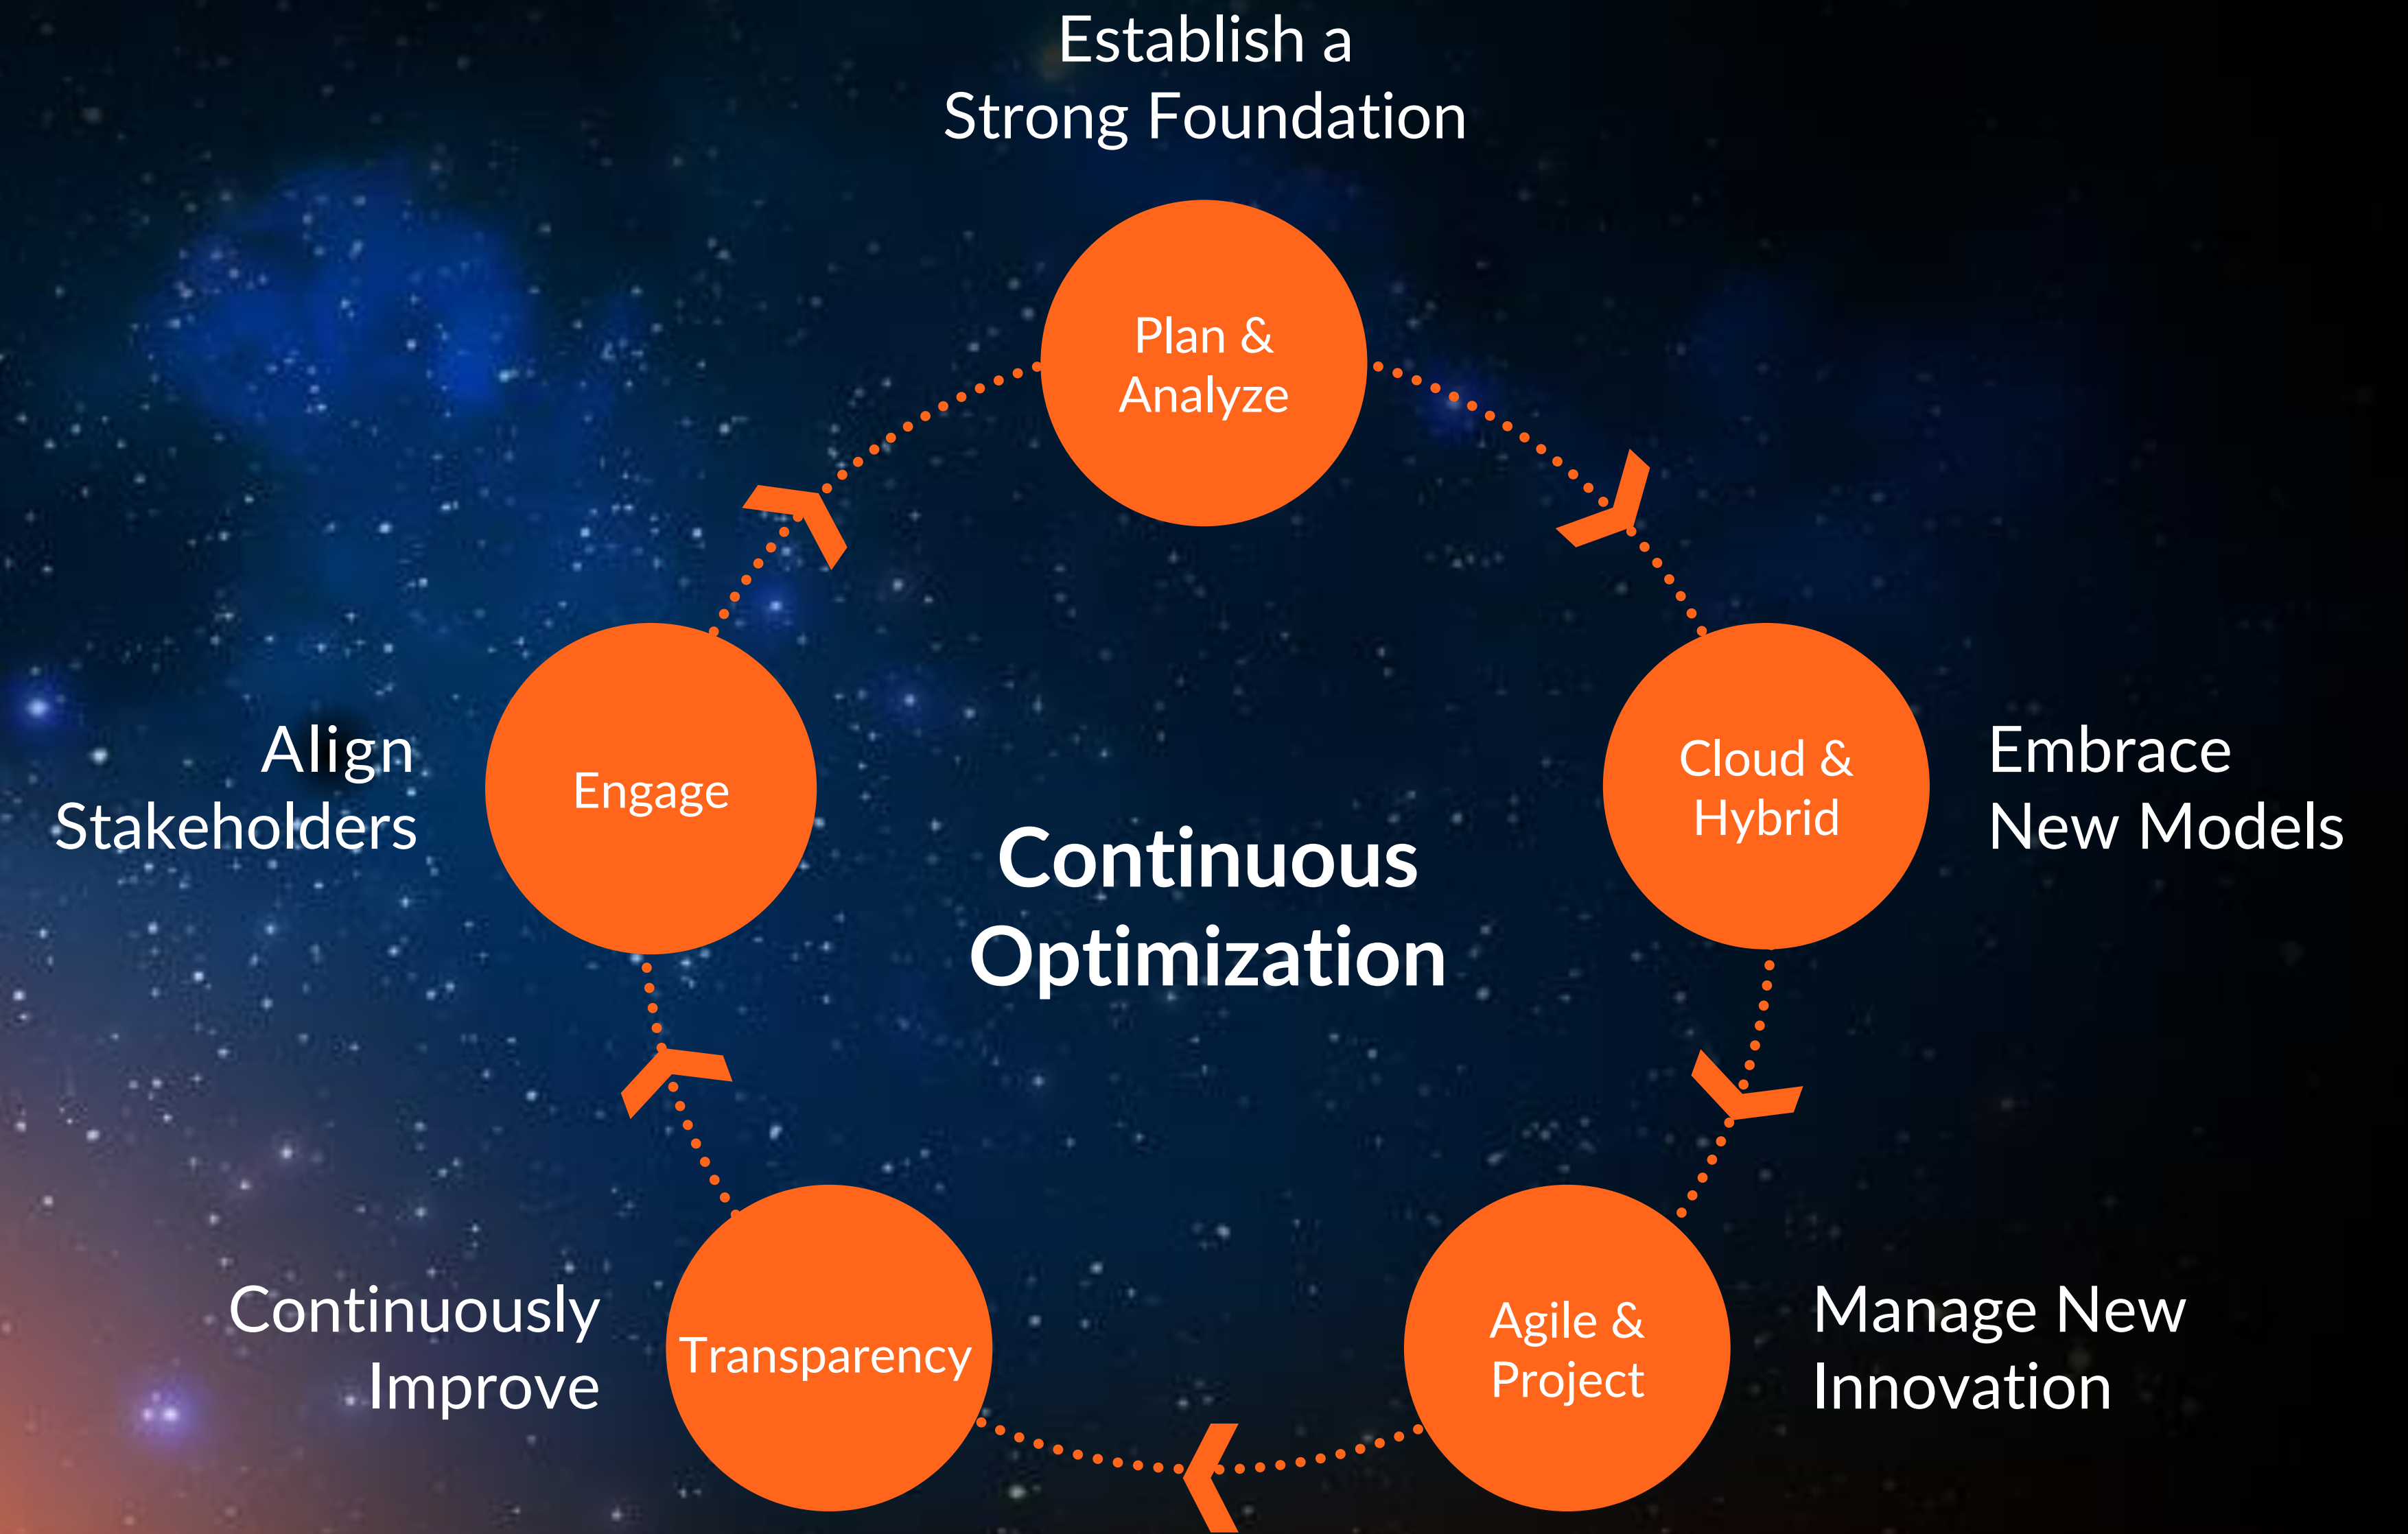 Establish a
Strong Foundation
Plan &
Analyze
Cloud &
Hybrid
Embrace
New Models
Agile &
Project
Manage New
Innovation
Transparency
Continuously
Improve
Engage
Align
Stakeholders
Continuous
Optimization